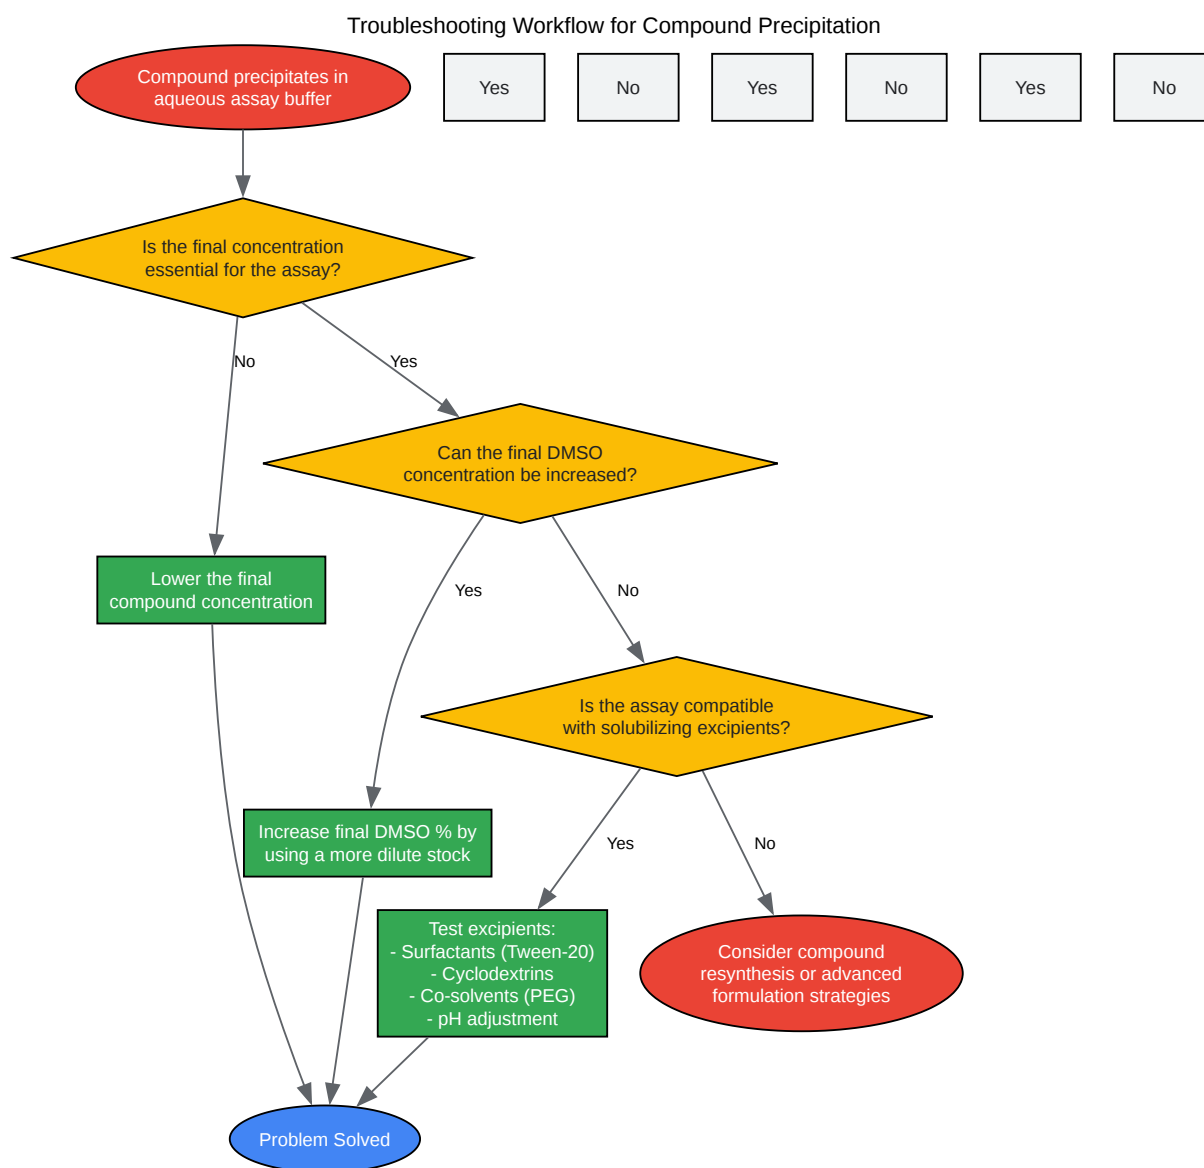 Troubleshooting Workflow for Compound Precipitation
Compound precipitates in
aqueous assay buffer
Yes
No
Yes
No
Yes
No
Is the final concentration
essential for the assay?
No
Yes
Can the final DMSO
concentration be increased?
Lower the final
compound concentration
Yes
No
Is the assay compatible
with solubilizing excipients?
Increase final DMSO % by
using a more dilute stock
Yes
No
Test excipients:
- Surfactants (Tween-20)
- Cyclodextrins
- Co-solvents (PEG)
- pH adjustment
Consider compound
resynthesis or advanced
formulation strategies
Problem Solved